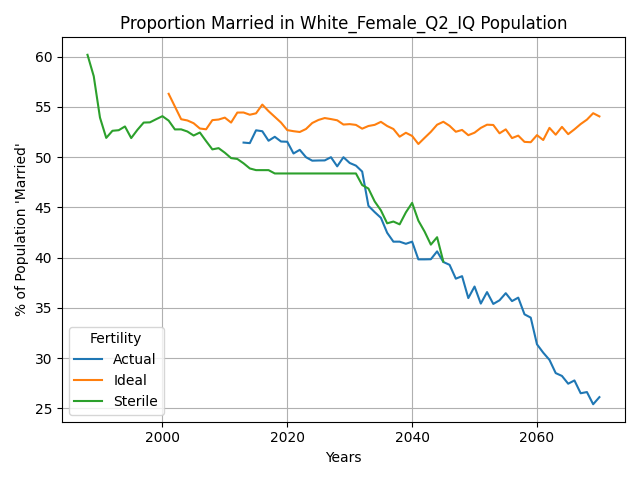 Proportion Married in White_Female_Q2_IQ Population
% of Population 'Married'
60
55
50
45
40
35
30
25
Fertility
Actual
Ideal
Sterile
2000 2020 2040 2060
Years